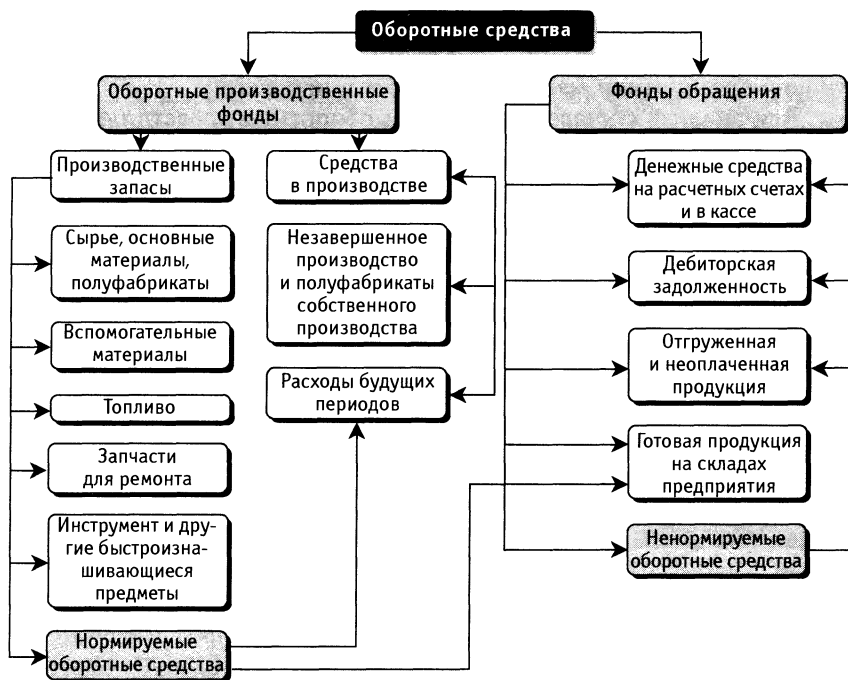 Оборотные средства
Оборотные производственные
фонды
Фонды обращения
Производственные
запасы
Средства
в производстве
Денежные средства
на расчетных счетах
и в кассе
Сырье, основные
материалы,
полуфабрикаты
Незавершенное
производство
и полуфабрикаты
собственного
производства
Дебиторская
задолженность
Вспомогательные
материалы
Отгруженная
и неоплаченная
продукция
Расходы будущих
периодов
Топливо
Готовая продукция
на складах
предприятия
Запчасти
для ремонта
Инструмент и дру-
гие быстроизна-
шивающиеся
предметы
Ненормируемые
оборотные средства
Нормируемые
оборотные средства